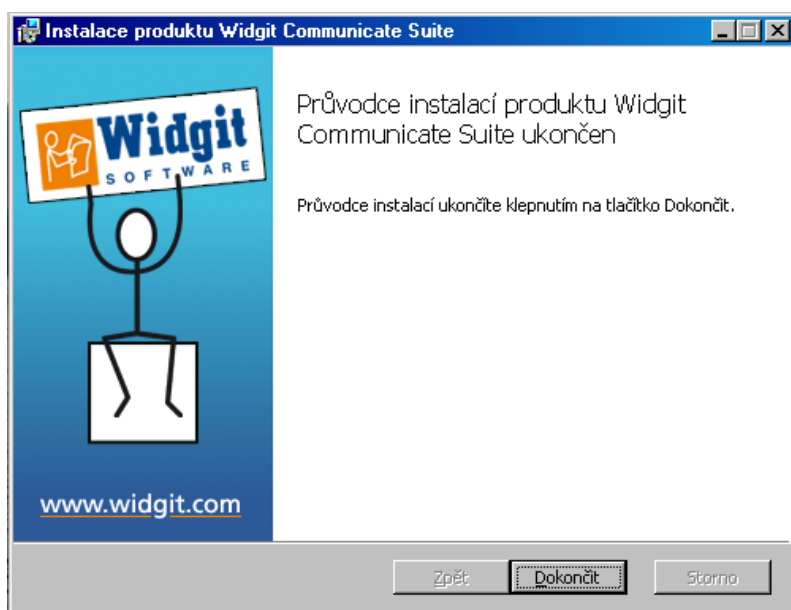 Instalace produktu Widgit Communicate Suite
Widgit
SOFTWARE
www.widgit.com
Průvodce instalací produktu Widgit
Communicate Suite ukončen
Průvodce instalací ukončíte klepnutím na tlačítko Dokončit.
Zpět
Dokončit
Storno